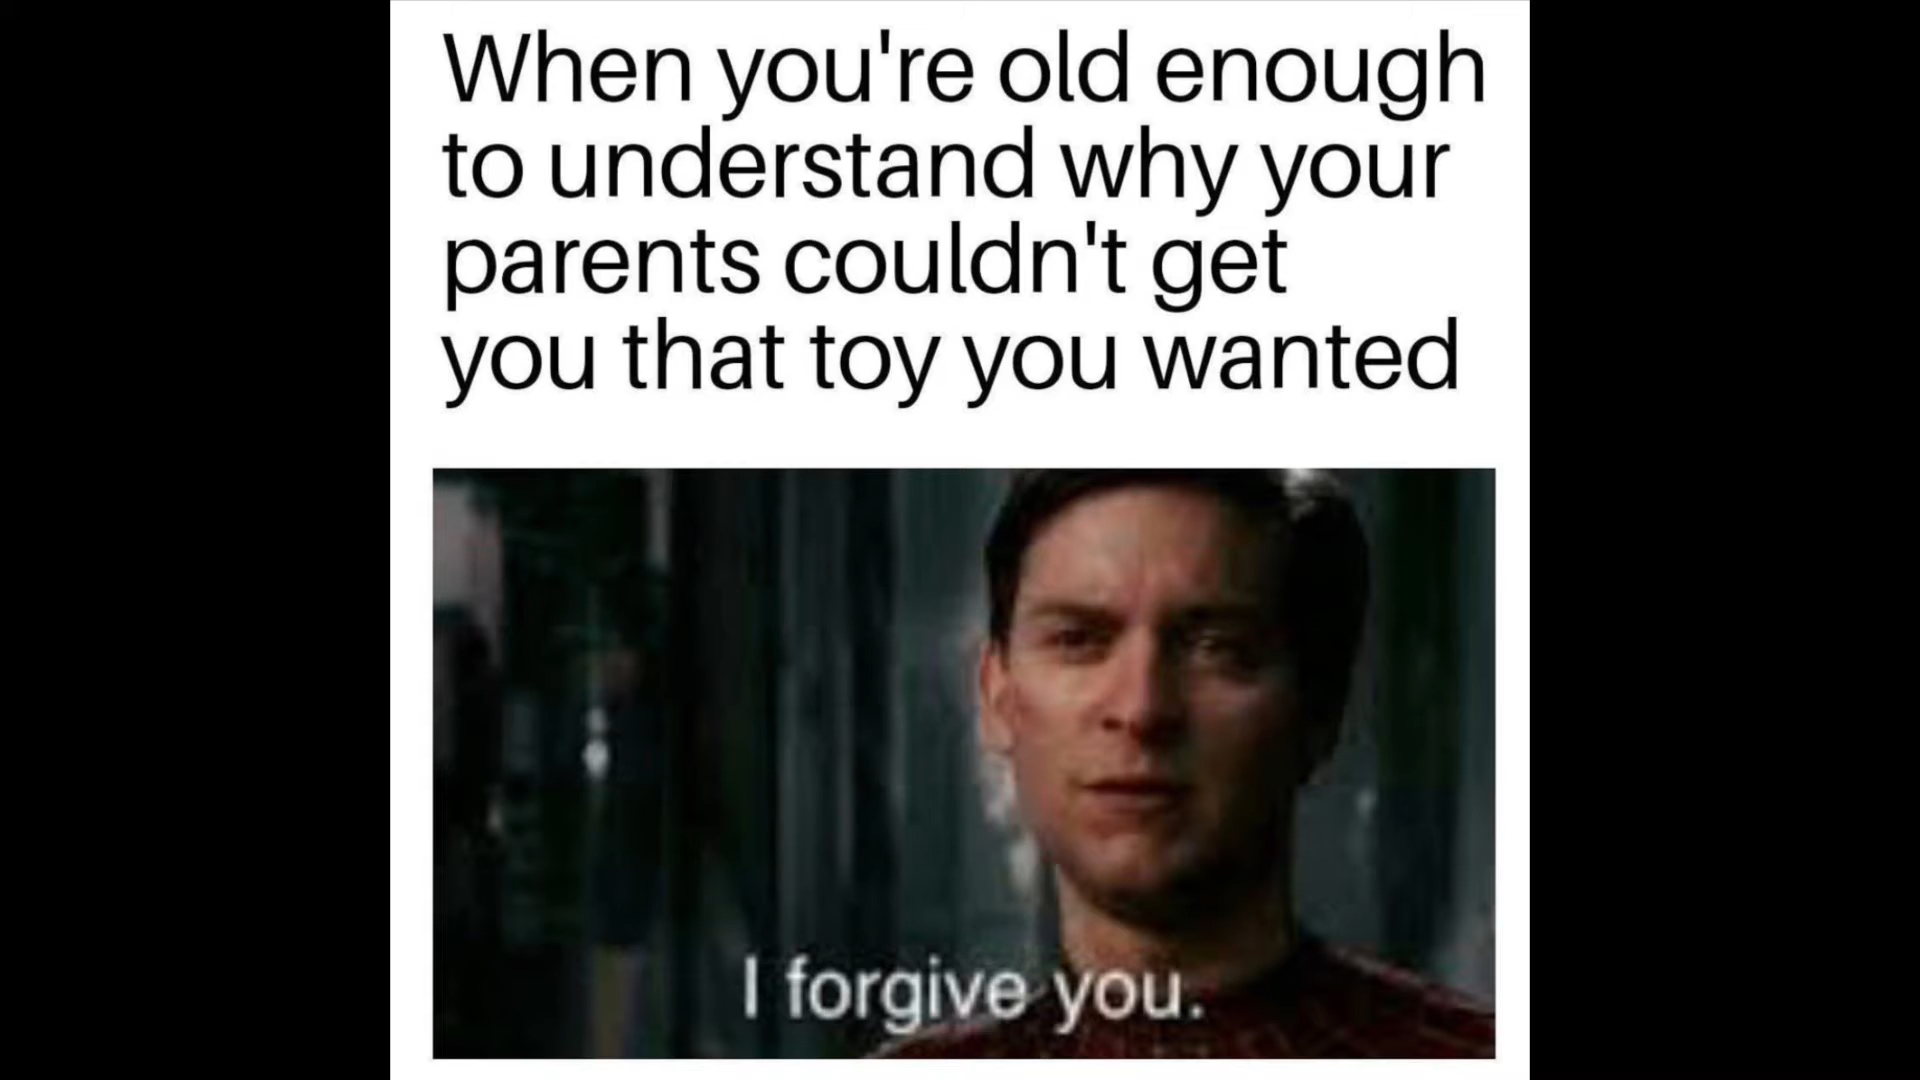 When you're old enough
to understand why your
parents couldn't get
you that toy you wanted
I forgive you.